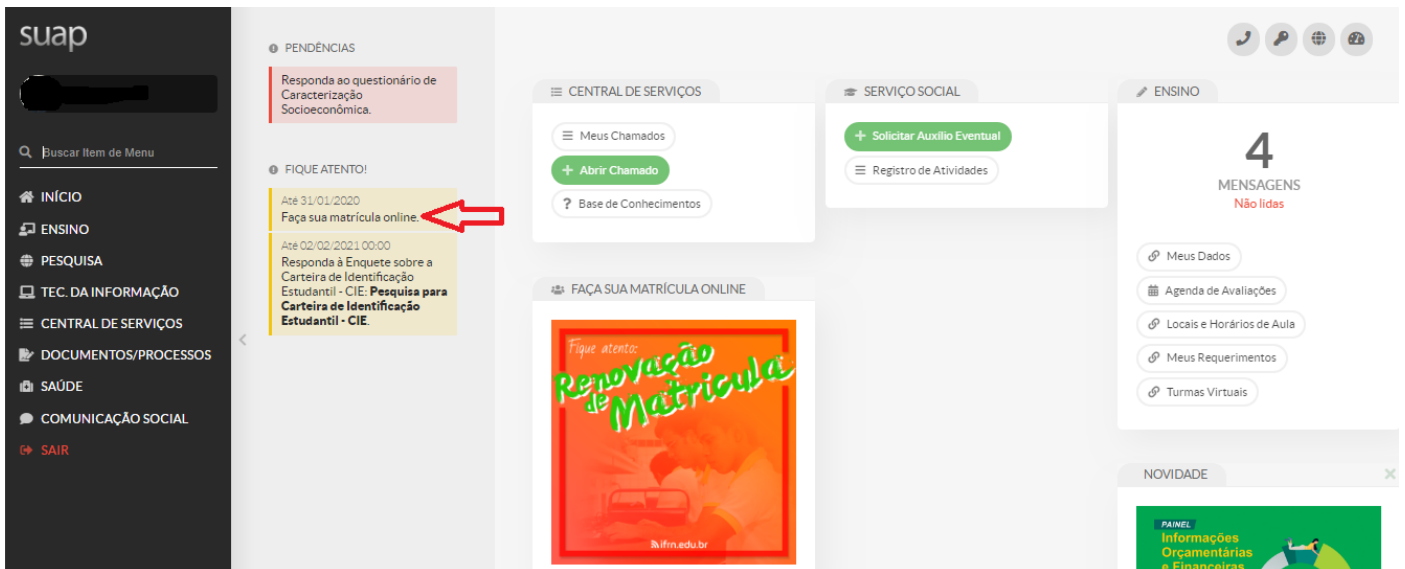 suap
Buscar Item de Menu
INÍCIO
ENSINO
PESQUISA
TEC. DA INFORMAÇÃO
CENTRAL DE SERVIÇOS
DOCUMENTOS/PROCESSOS
SAÚDE
COMUNICAÇÃO SOCIAL
SAIR
PENDÊNCIAS
Responda ao questionário de
Caracterização
Socioeconômica.
FIQUE ATENTO!
Até 31/01/2020
Faça sua matrícula online.
Até 02/02/2021 00:00
Responda à Enquete sobre a
Carteira de Identificação
Estudantil - CIE: Pesquisa para
Carteira de Identificação
Estudantil - CIE.
CENTRAL DE SERVIÇOS
Meus Chamados
+ Abrir Chamado
? Base de Conhecimentos
FAÇA SUA MATRÍCULA ONLINE
Fique atento:
Renovação
de Matrícula
ifrn.edu.br
SERVIÇO SOCIAL
+ Solicitar Auxílio Eventual
Registro de Atividades
ENSINO
4
MENSAGENS
Não lidas
Meus Dados
Agenda de Avaliações
Locais e Horários de Aula
Meus Requerimentos
Turmas Virtuais
NOVIDADE
PAINEL
Informações
Orçamentárias
e Financeiras